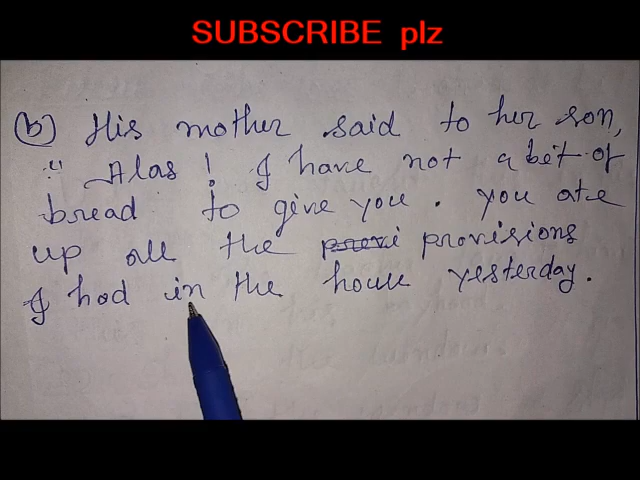 SUBSCRIBE plz
(b) His mother said to her son,
" Alas ! I have not a bit of
bread to give you. You ate
up all the provisions
I had in the house yesterday.